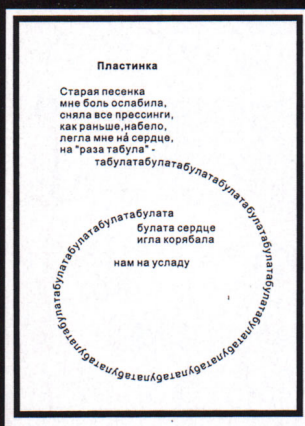 Пластинка
Старая песенка
мне боль ослабила,
сняла все прессинги,
как раньше,набело,
легла мне на́ сердце,
на "раза табула" -
табулатабулатабулатабулатабулатабулатабулатабулатабулатабулатабулатабулатабулатабулатабулатабулатабулатабулатабулатабулата
булата сердце
игла корябала
нам на усладу